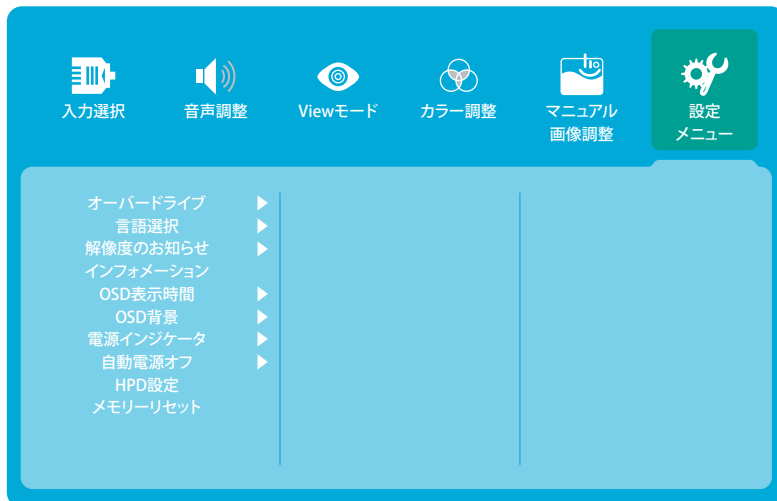 入力選択
音声調整
Viewモード
カラー調整
マニュアル
画像調整
設定
メニュー
オーバードライブ
言語選択
解像度のお知らせ
インフォメーション
OSD表示時間
OSD背景
電源インジケータ
自動電源オフ
HPD設定
メモリーリセット